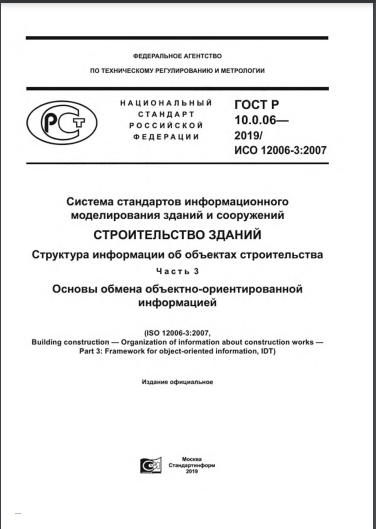 ФЕДЕРАЛЬНОЕ АГЕНТСТВО
ПО ТЕХНИЧЕСКОМУ РЕГУЛИРОВАНИЮ И МЕТРОЛОГИИ
НАЦИОНАЛЬНЫЙ
СТАНДАРТ
РОССИЙСКОЙ
ФЕДЕРАЦИИ
ГОСТ Р
10.0.06—
2019/
ИСО 12006-3:2007
Система стандартов информационного
моделирования зданий и сооружений
СТРОИТЕЛЬСТВО ЗДАНИЙ
Структура информации об объектах строительства
Часть 3
Основы обмена объектно-ориентированной
информацией
(ISO 12006-3:2007,
Building construction — Organization of information about construction works —
Part 3: Framework for object-oriented information, IDT)
Издание официальное
Москва
Стандартинформ
2019